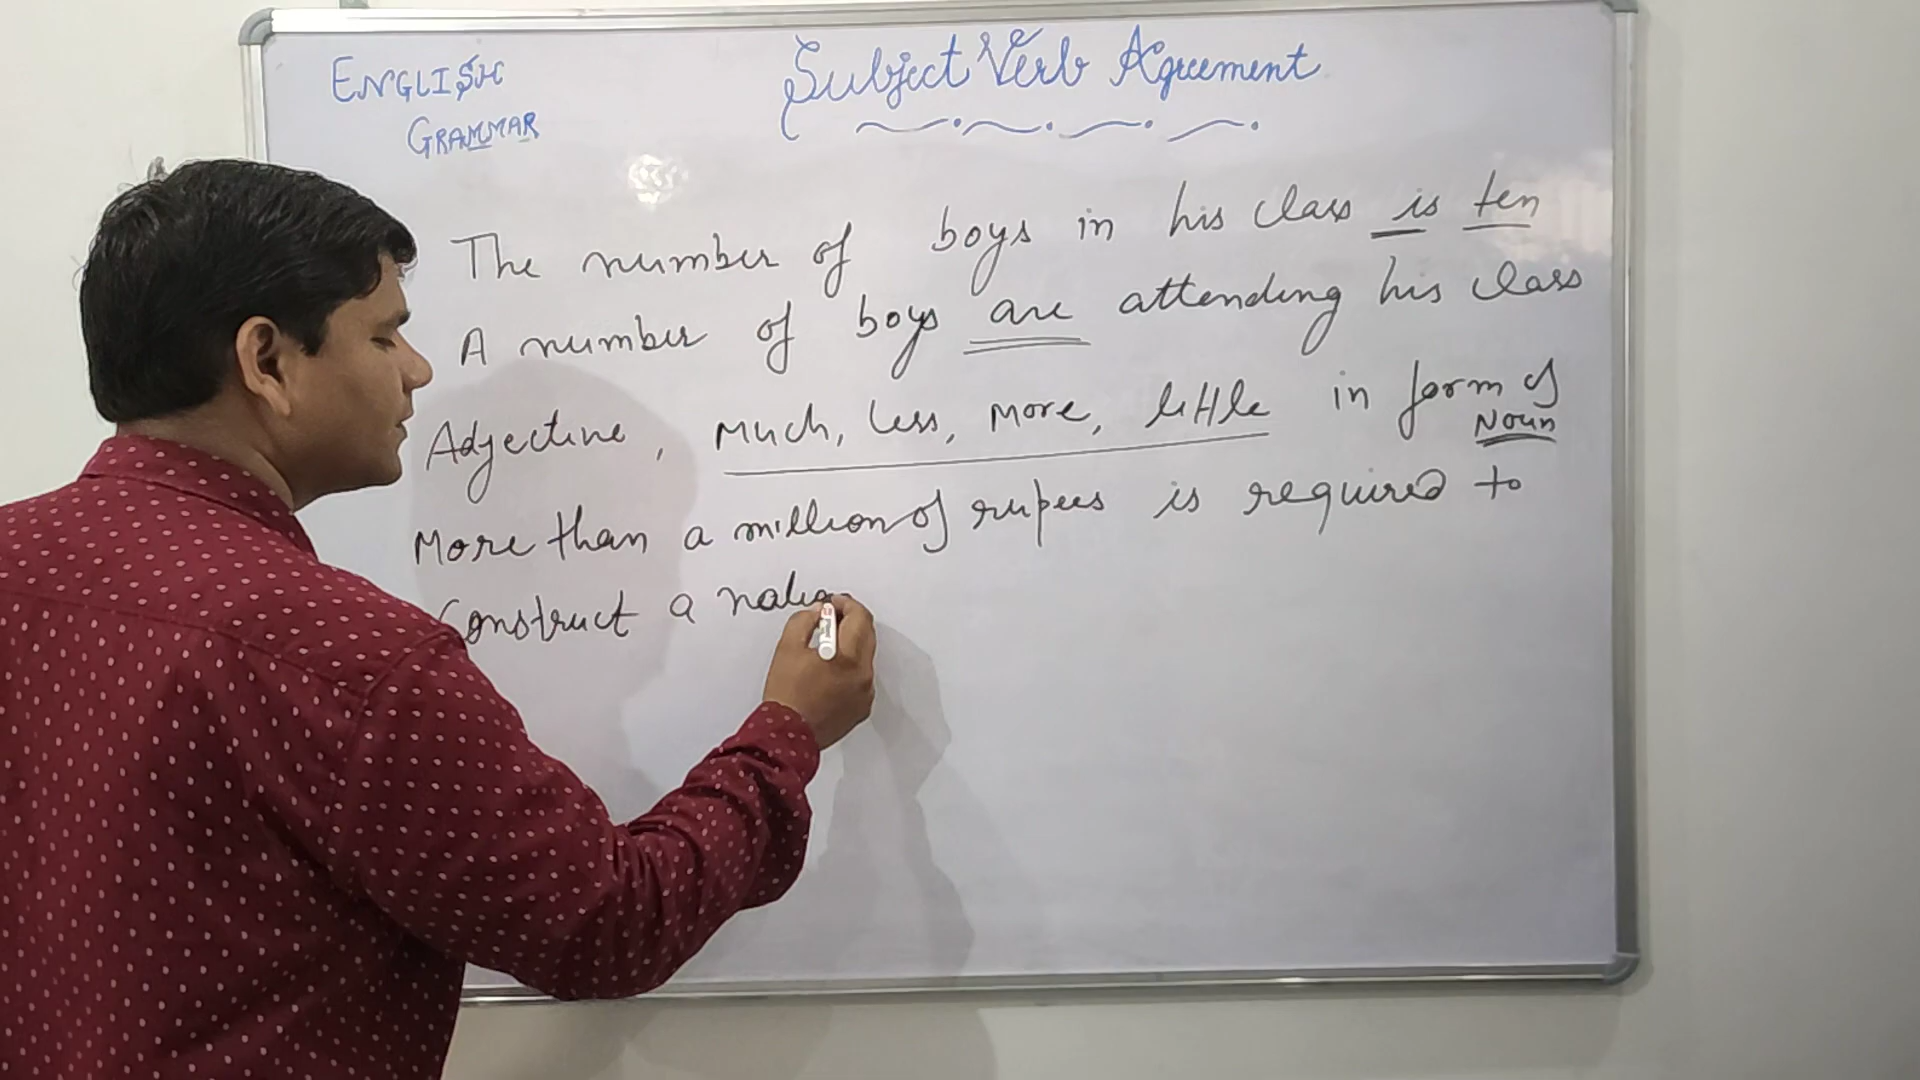 ENGLISH
GRAMMAR
Subject Verb Agreement
The number of boys in his class is ten
A number of boys are attending his class
Adjective, Much, less, More, little in form of
Noun
More than a million of rupees is required to
Construct a natio